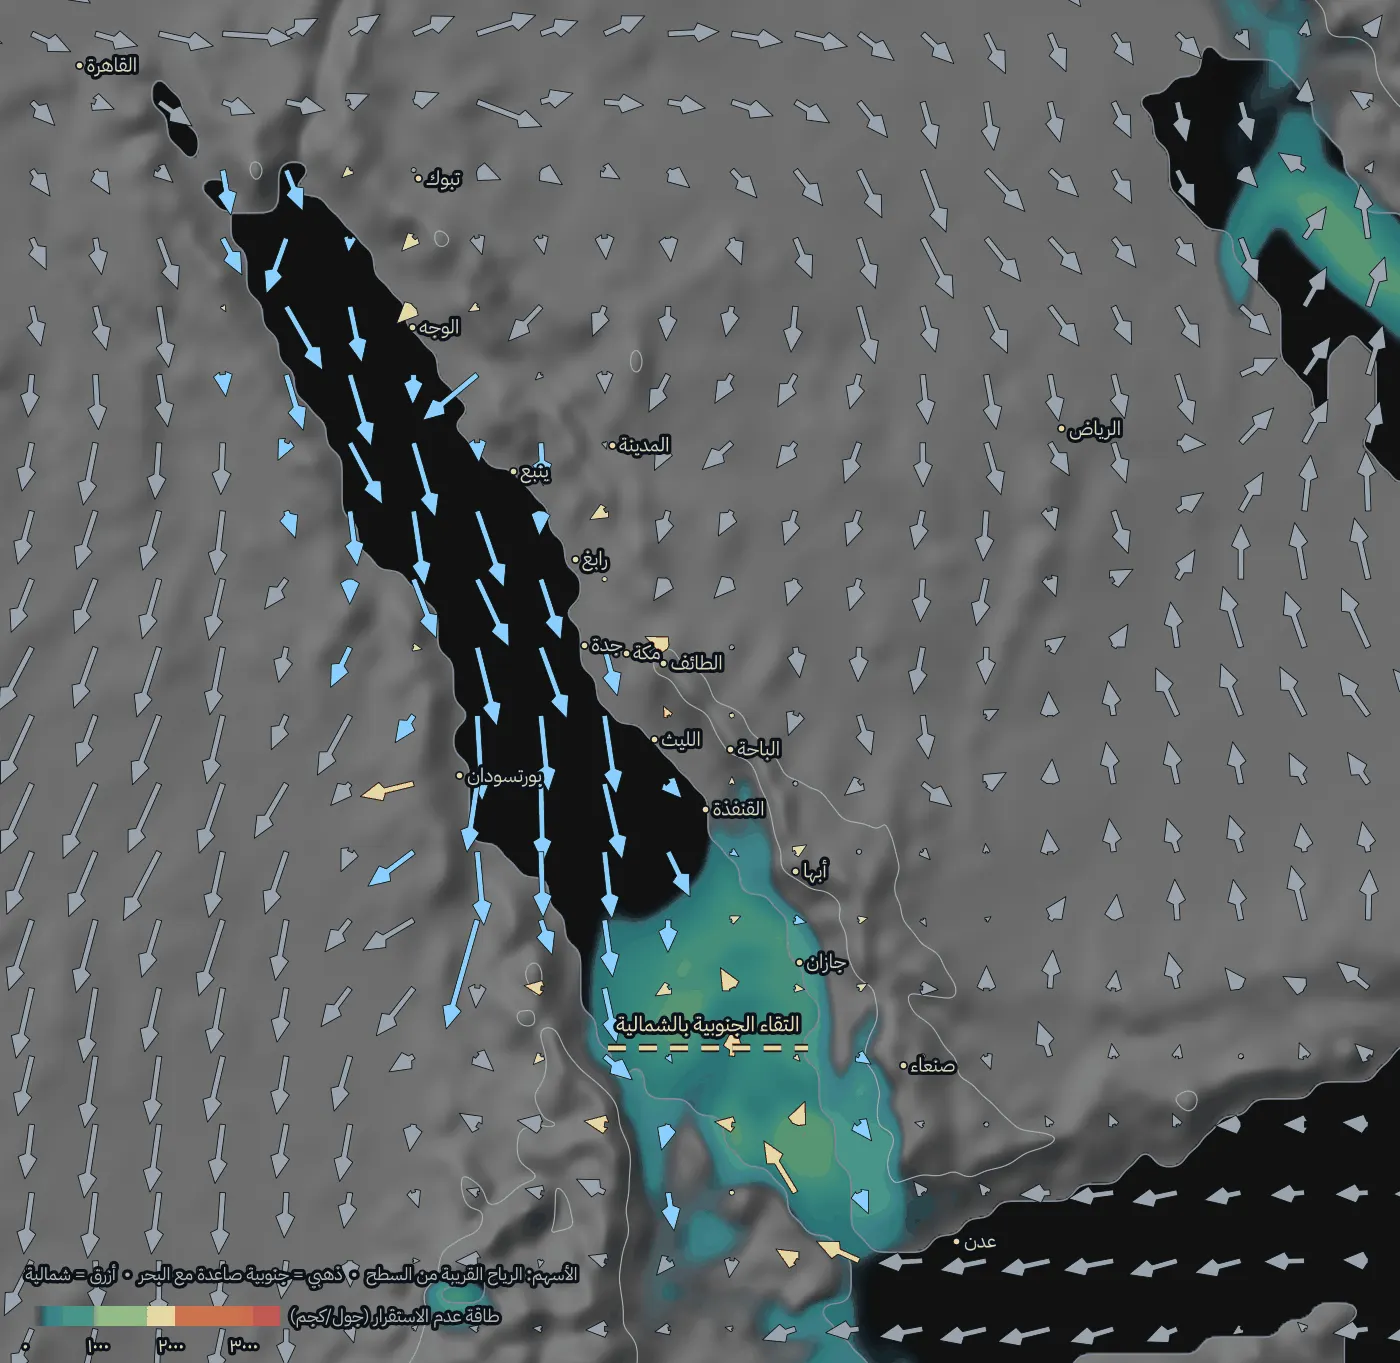 القاهرة
تبوك
الوجه
الرياض
المدينة
ينبع
رابغ
جدة
مكة
الطائف
الليث
الباحة
بورتسودان
القنفذة
أبها
جازان
التقاء الجنوبية بالشمالية
صنعاء
عدن
الأسهم: الرياح القريبة من السطح • ذهبي = جنوبية صاعدة مع البحر • أزرق = شمالية
طاقة عدم الاستقرار (جول/كجم)
٠ ١٠٠٠ ٢٠٠٠ ٣٠٠٠